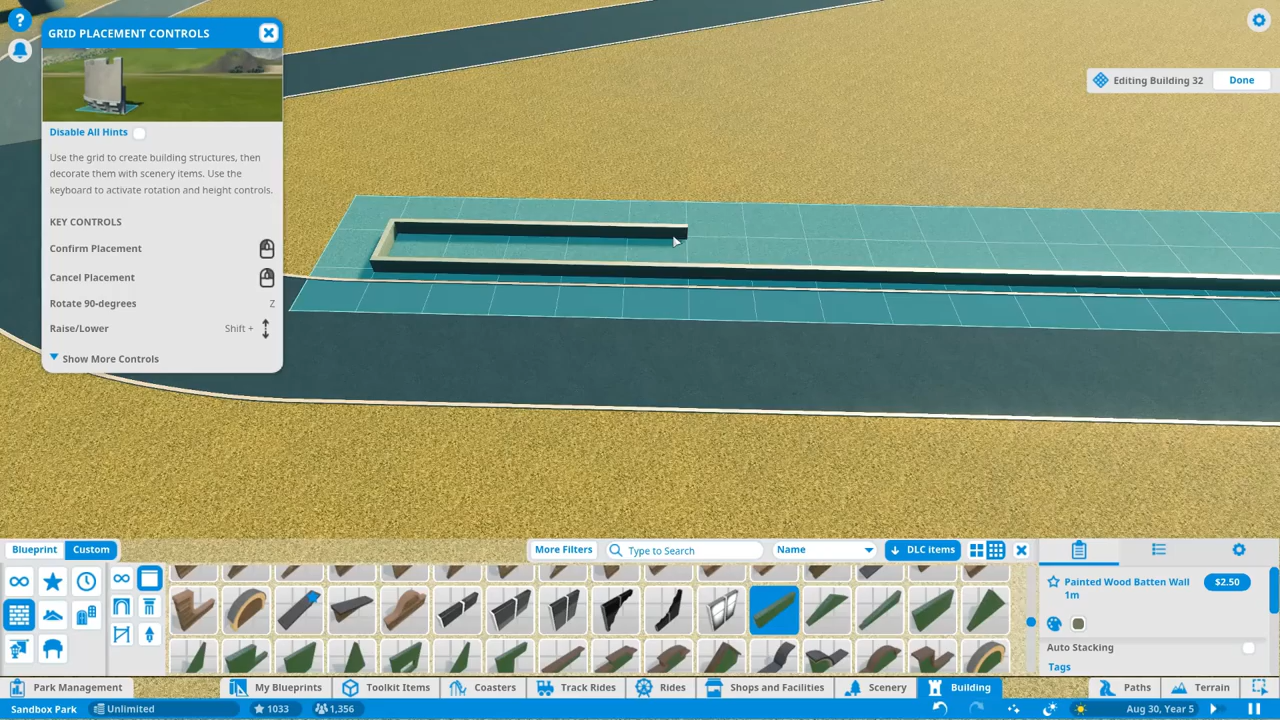 ?
GRID PLACEMENT CONTROLS
Disable All Hints
Use the grid to create building structures, then
decorate them with scenery items. Use the
keyboard to activate rotation and height controls.
KEY CONTROLS
Confirm Placement
Cancel Placement
Rotate 90-degrees Z
Raise/Lower Shift +
Show More Controls
Editing Building 32 Done
Blueprint Custom More Filters Type to Search Name DLC items
Painted Wood Batten Wall
1m
$2.50
Auto Stacking
Tags
Park Management My Blueprints Toolkit Items Coasters Track Rides Rides Shops and Facilities Scenery Building Paths Terrain
Sandbox Park Unlimited 1033 1,356 Aug 30, Year 5